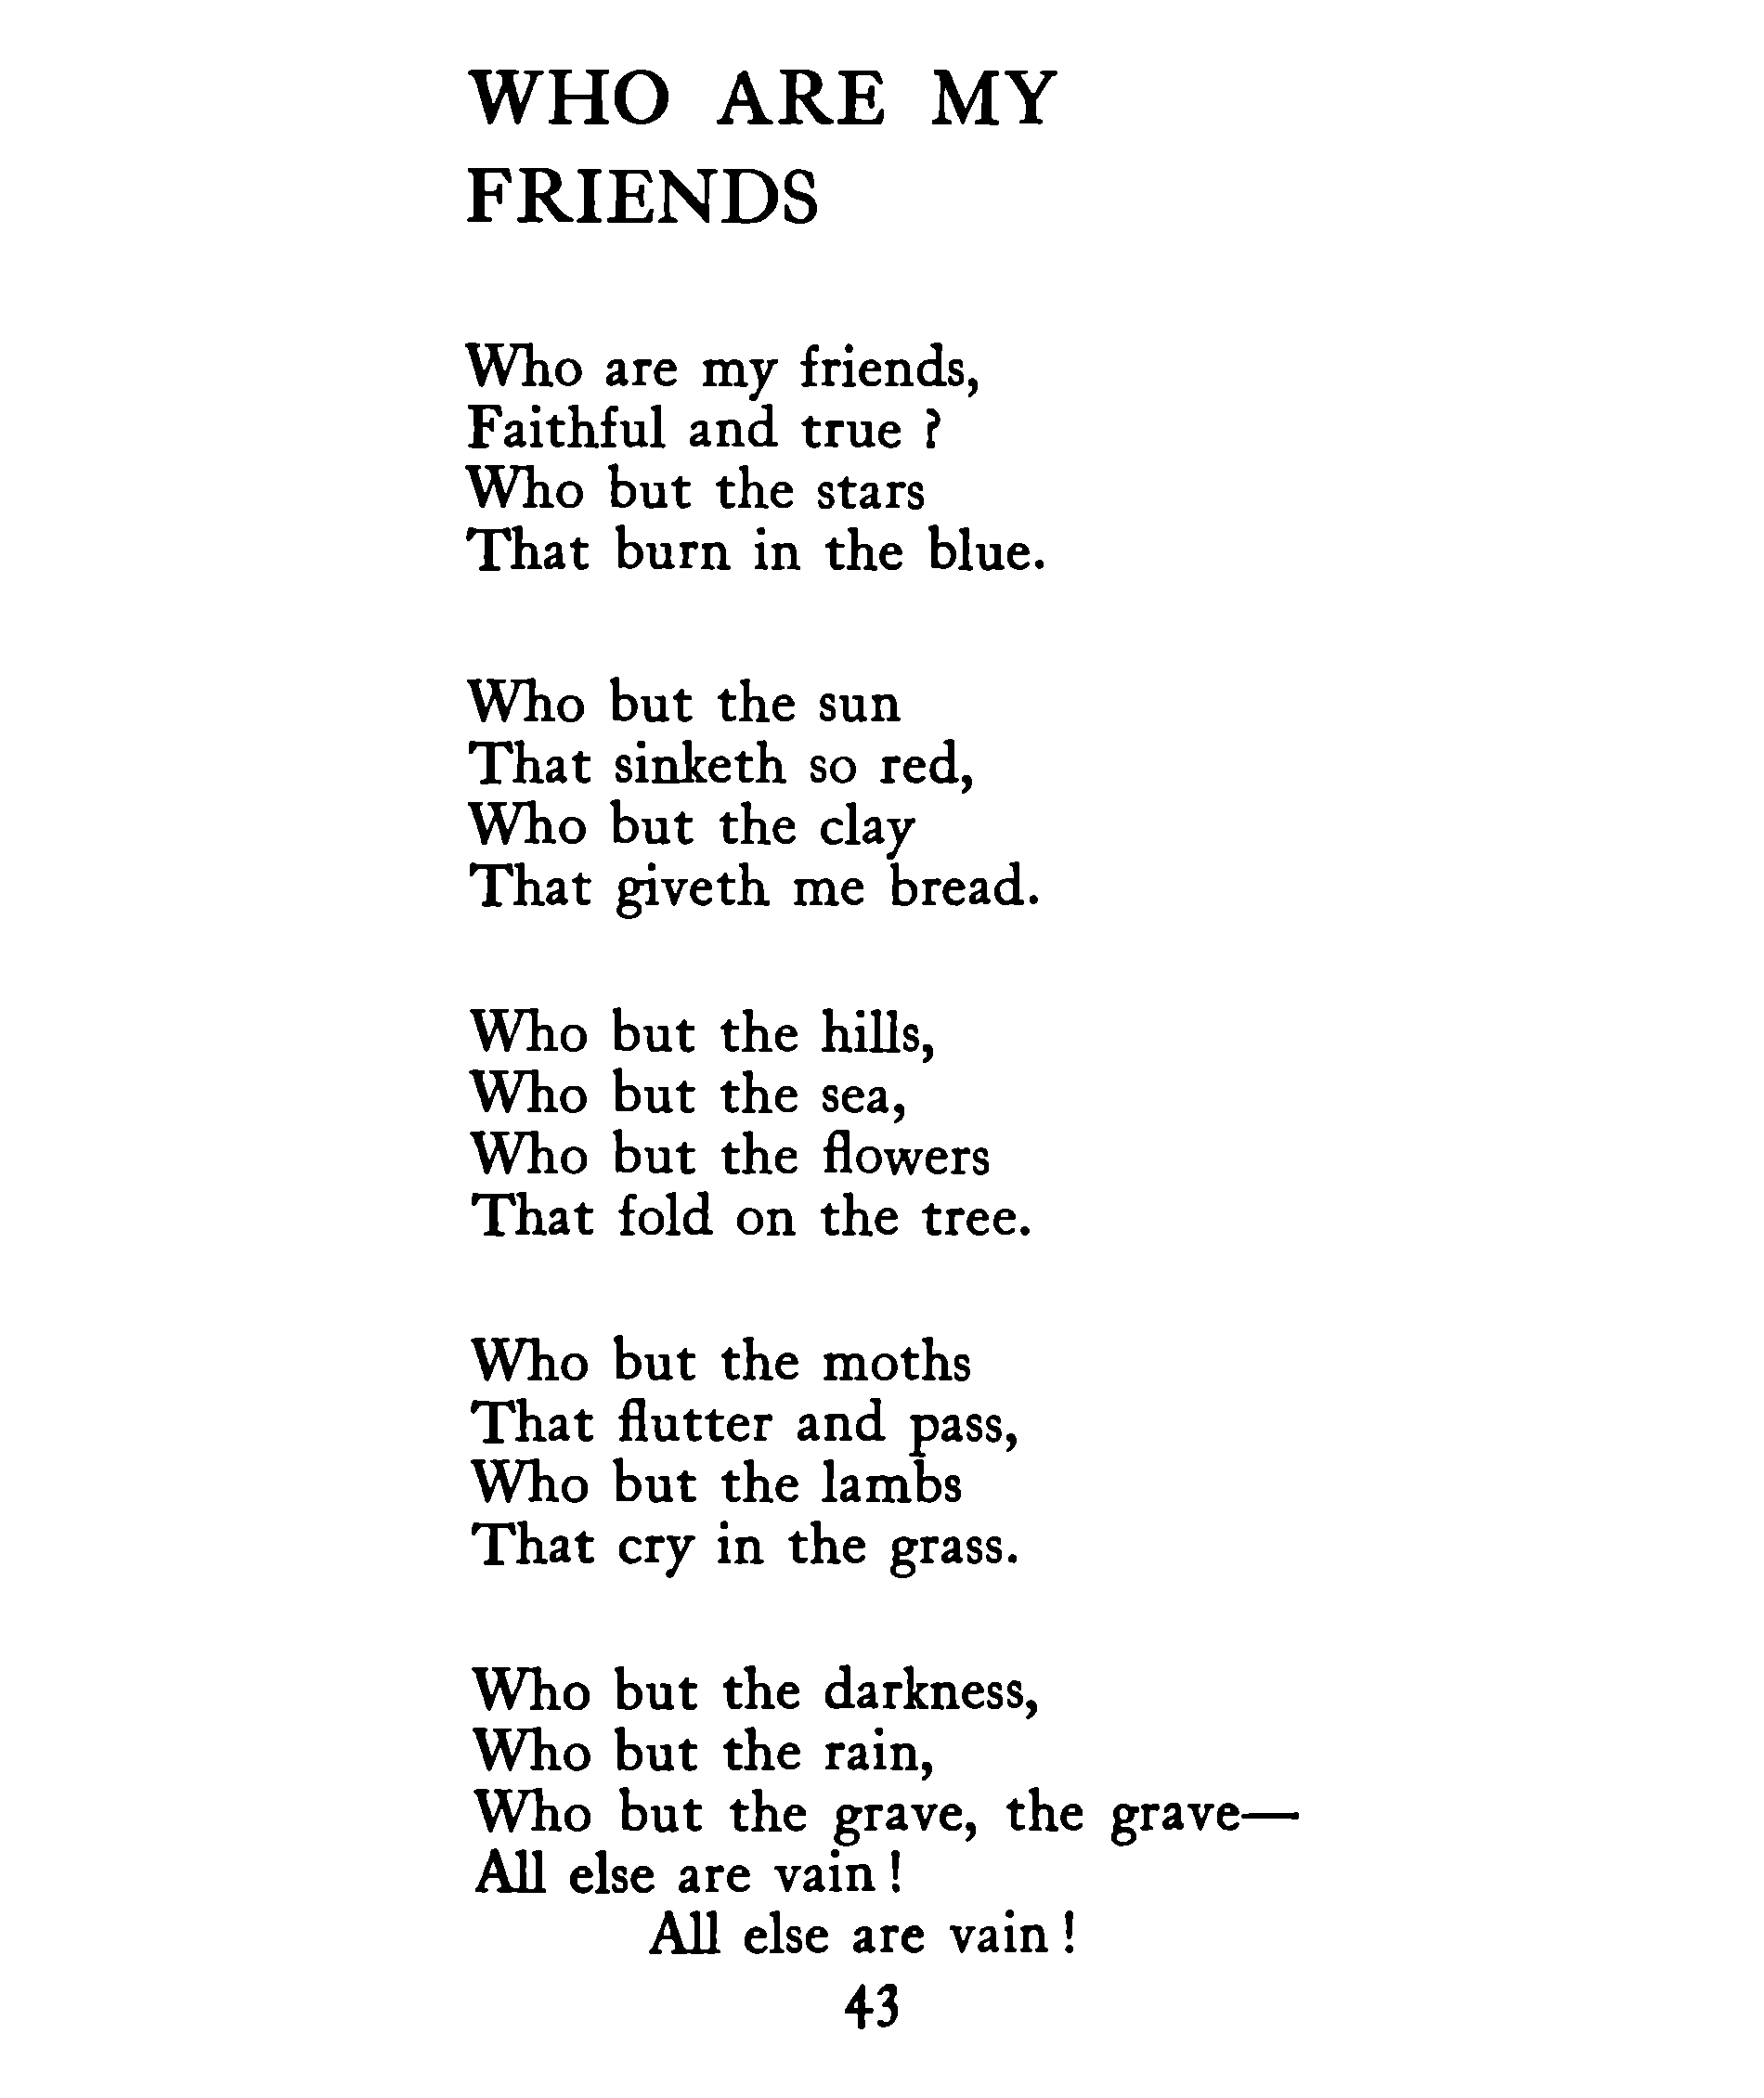 WHO ARE MY
FRIENDS
Who are my friends,
Faithful and true ?
Who but the stars
That burn in the blue.
Who but the sun
That sinketh so red,
Who but the clay
That giveth me bread.
Who but the hills,
Who but the sea,
Who but the flowers
That fold on the tree.
Who but the moths
That flutter and pass,
Who but the lambs
That cry in the grass.
Who but the darkness,
Who but the rain,
Who but the grave, the grave—
All else are vain !
All else are vain !
43